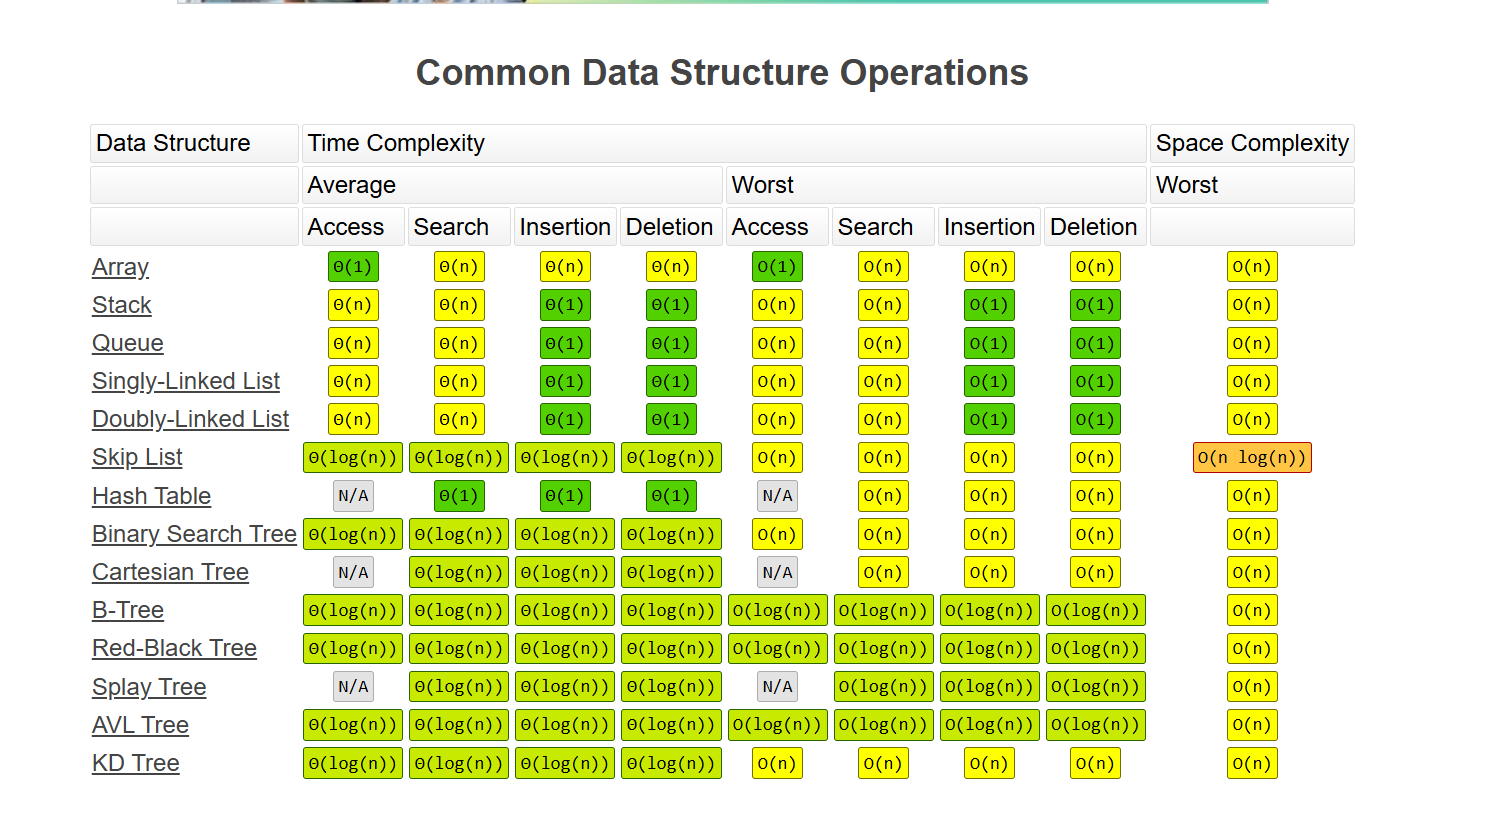 Common Data Structure Operations
Data Structure Time Complexity Space Complexity
Average Worst Worst
Access Search Insertion Deletion Access Search Insertion Deletion
Array Θ(1) Θ(n) Θ(n) Θ(n) O(1) O(n) O(n) O(n) O(n)
Stack Θ(n) Θ(n) Θ(1) Θ(1) O(n) O(n) O(1) O(1) O(n)
Queue Θ(n) Θ(n) Θ(1) Θ(1) O(n) O(n) O(1) O(1) O(n)
Singly-Linked List Θ(n) Θ(n) Θ(1) Θ(1) O(n) O(n) O(1) O(1) O(n)
Doubly-Linked List Θ(n) Θ(n) Θ(1) Θ(1) O(n) O(n) O(1) O(1) O(n)
Skip List Θ(log(n)) Θ(log(n)) Θ(log(n)) Θ(log(n)) O(n) O(n) O(n) O(n) O(n log(n))
Hash Table N/A Θ(1) Θ(1) Θ(1) N/A O(n) O(n) O(n) O(n)
Binary Search Tree Θ(log(n)) Θ(log(n)) Θ(log(n)) Θ(log(n)) O(n) O(n) O(n) O(n) O(n)
Cartesian Tree N/A Θ(log(n)) Θ(log(n)) Θ(log(n)) N/A O(n) O(n) O(n) O(n)
B-Tree Θ(log(n)) Θ(log(n)) Θ(log(n)) Θ(log(n)) O(log(n)) O(log(n)) O(log(n)) O(log(n)) O(n)
Red-Black Tree Θ(log(n)) Θ(log(n)) Θ(log(n)) Θ(log(n)) O(log(n)) O(log(n)) O(log(n)) O(log(n)) O(n)
Splay Tree N/A Θ(log(n)) Θ(log(n)) Θ(log(n)) N/A O(log(n)) O(log(n)) O(log(n)) O(n)
AVL Tree Θ(log(n)) Θ(log(n)) Θ(log(n)) Θ(log(n)) O(log(n)) O(log(n)) O(log(n)) O(log(n)) O(n)
KD Tree Θ(log(n)) Θ(log(n)) Θ(log(n)) Θ(log(n)) O(n) O(n) O(n) O(n) O(n)